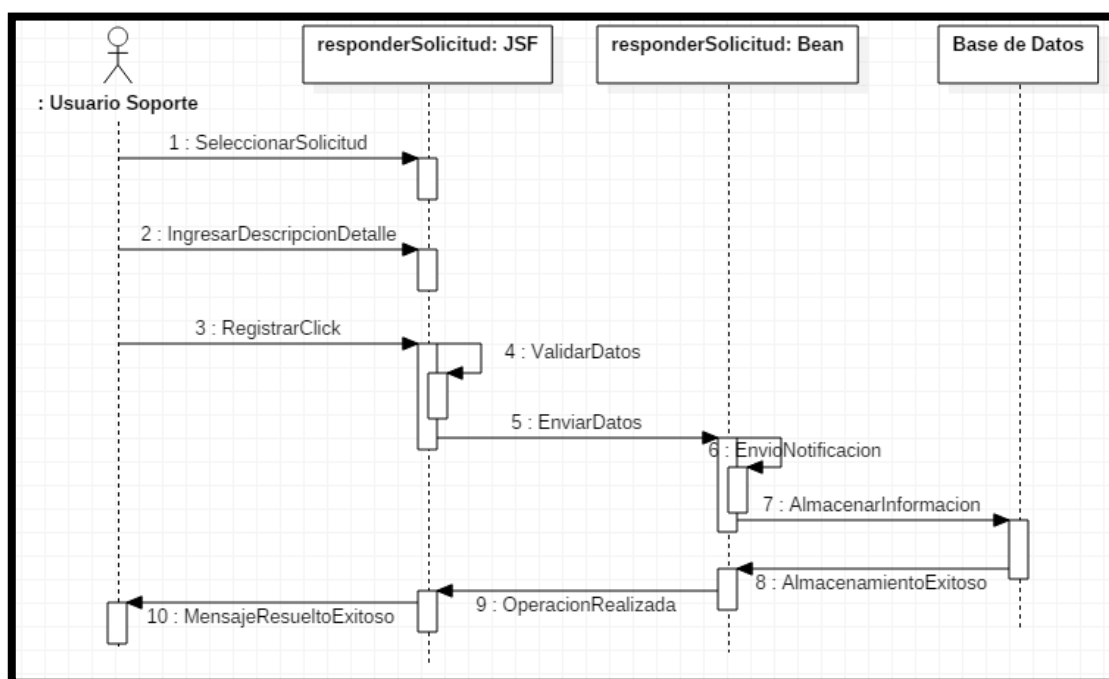 responderSolicitud: JSF
responderSolicitud: Bean
Base de Datos
: Usuario Soporte
1 : SeleccionarSolicitud
2 : IngresarDescripcionDetalle
3 : RegistrarClick
4 : ValidarDatos
5 : EnviarDatos
6 : EnvioNotificacion
7 : AlmacenarInformacion
8 : AlmacenamientoExitoso
9 : OperacionRealizada
10 : MensajeResueltoExitoso